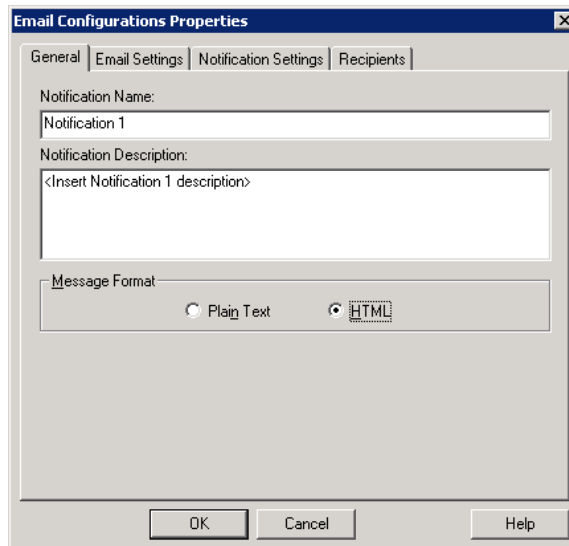 Email Configurations Properties
General Email Settings Notification Settings Recipients
Notification Name:
Notification 1
Notification Description:
<Insert Notification 1 description>
Message Format
Plain Text HTML
OK Cancel Help